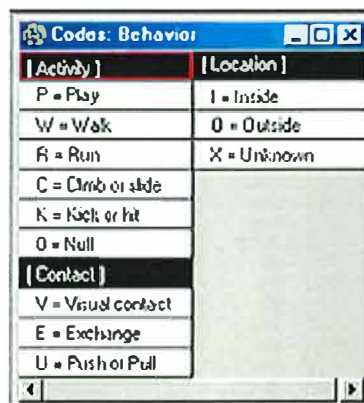 Codes: Behavior
[Activity]
P = Play
W = Walk
R = Run
C = Climb or slide
K = Kick or hit
0 = Null
[Contact]
V = Visual contact
E = Exchange
U = Push or Pull
[Location]
I = Inside
O = Outside
X = Unknown